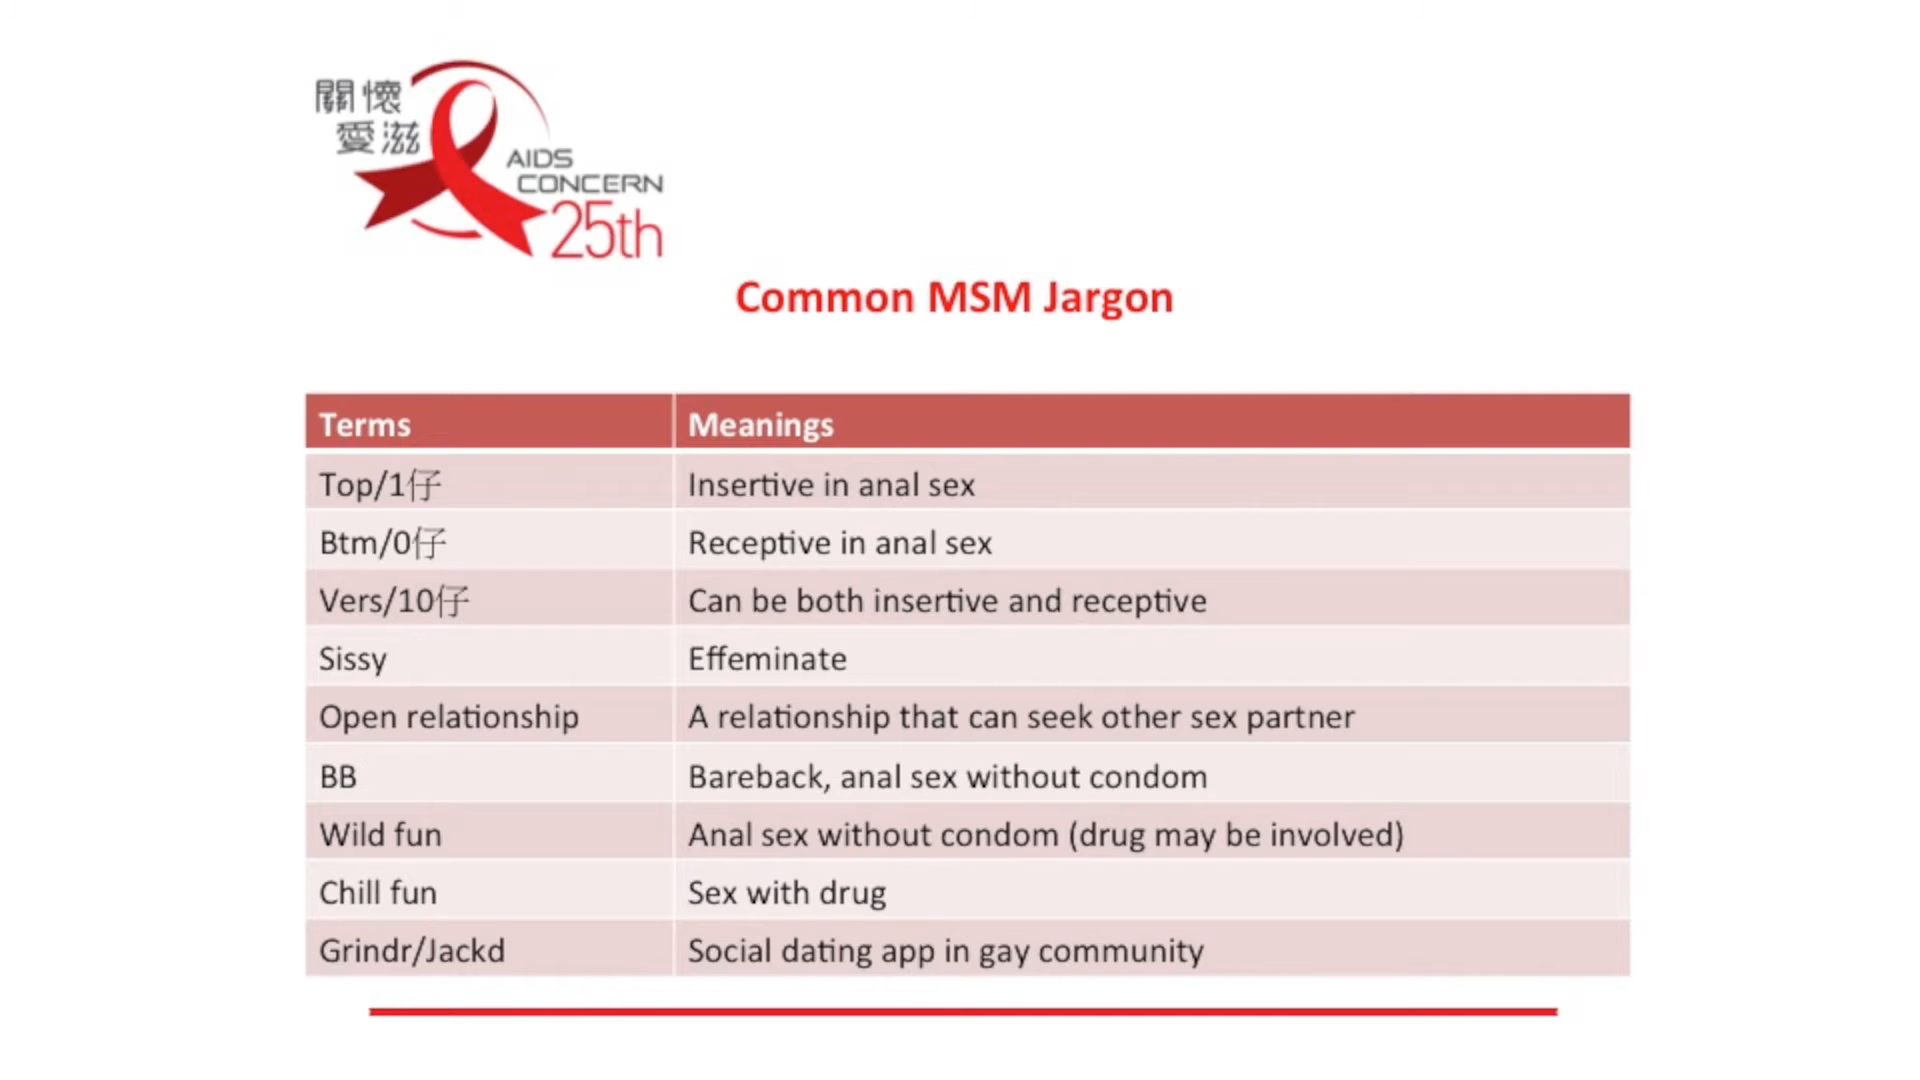 關懷
愛滋
AIDS
CONCERN
25th
Common MSM Jargon
Terms Meanings
Top/1仔 Insertive in anal sex
Btm/0仔 Receptive in anal sex
Vers/10仔 Can be both insertive and receptive
Sissy Effeminate
Open relationship A relationship that can seek other sex partner
BB Bareback, anal sex without condom
Wild fun Anal sex without condom (drug may be involved)
Chill fun Sex with drug
Grindr/Jackd Social dating app in gay community